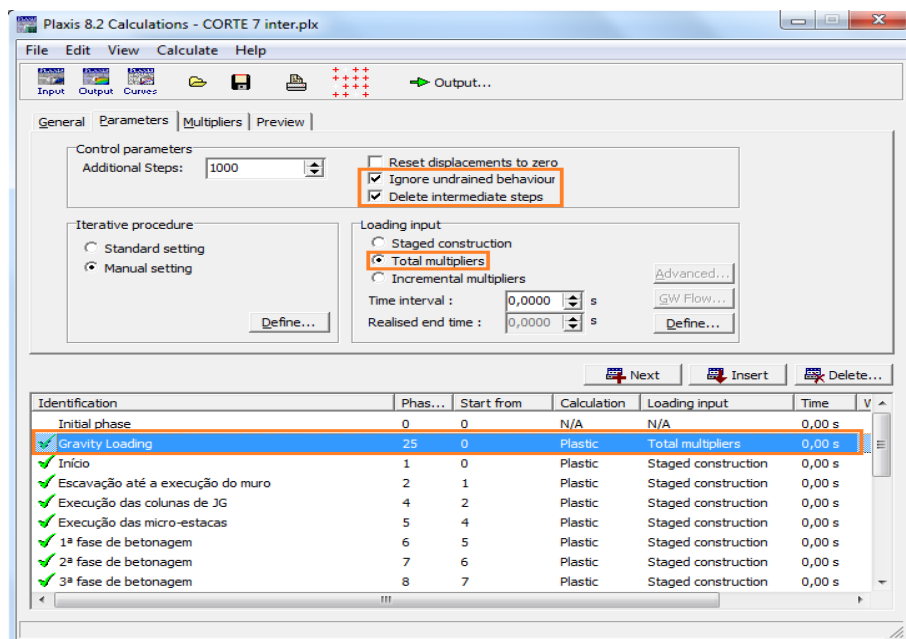 Plaxis 8.2 Calculations - CORTE 7 inter.plx
File Edit View Calculate Help
Input Output Curves Output...
General Parameters Multipliers Preview
Control parameters
Additional Steps: 1000
Reset displacements to zero
Ignore undrained behaviour
Delete intermediate steps
Iterative procedure
Standard setting
Manual setting
Define...
Loading input
Staged construction
Total multipliers
Incremental multipliers
Advanced...
Time interval : 0,0000 s
GW Flow...
Realised end time : 0,0000 s
Define...
Next Insert Delete...
Identification Phas... Start from Calculation Loading input Time
Initial phase 0 0 N/A N/A 0,00 s
Gravity Loading 25 0 Plastic Total multipliers 0,00 s
Início 1 0 Plastic Staged construction 0,00 s
Escavação até a execução do muro 2 1 Plastic Staged construction 0,00 s
Execução das colunas de JG 4 2 Plastic Staged construction 0,00 s
Execução das micro-estacas 5 4 Plastic Staged construction 0,00 s
1ª fase de betonagem 6 5 Plastic Staged construction 0,00 s
2ª fase de betonagem 7 6 Plastic Staged construction 0,00 s
3ª fase de betonagem 8 7 Plastic Staged construction 0,00 s